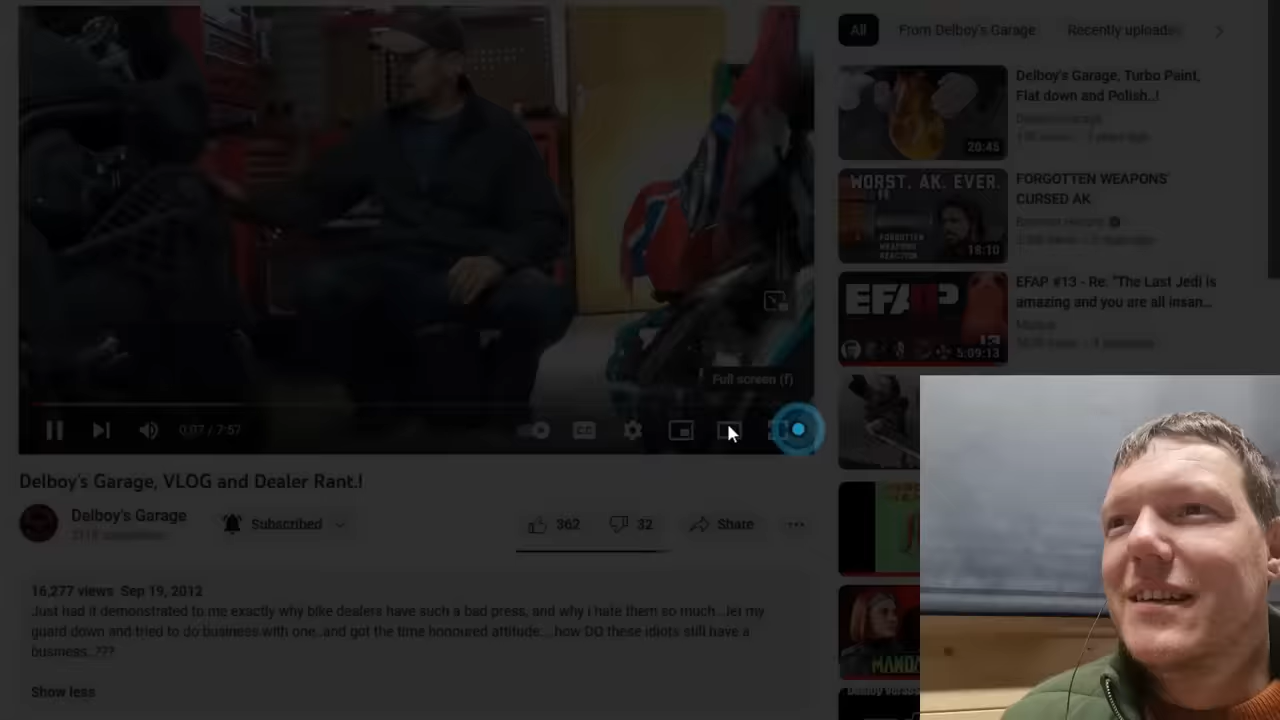 All
From Delboy's Garage
Recently uploaded
Delboy's Garage, Turbo Paint,
Flat down and Polish..!
20:45
WORST. AK. EVER.
FORGOTTEN
WEAPONS
REACTION
18:10
FORGOTTEN WEAPONS'
CURSED AK
EFAP
5:09:13
EFAP #13 - Re: "The Last Jedi is
amazing and you are all insan...
Full screen (f)
0:07 / 7:57
CC
Delboy's Garage, VLOG and Dealer Rant.!
Delboy's Garage
Subscribed
362
32
Share
16,277 views Sep 19, 2012
Just had it demonstrated to me exactly why bike dealers have such a bad press, and why i hate them so much...let my
guard down and tried to do business with one..and got the time honoured attitude....how DO these idiots still have a
business..???
Show less
MANDA